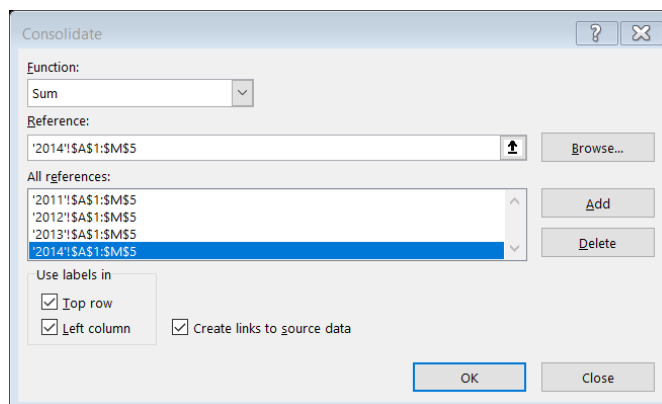 Consolidate
Function:
Sum
Reference:
'2014'!$A$1:$M$5
Browse...
All references:
'2011'!$A$1:$M$5
'2012'!$A$1:$M$5
'2013'!$A$1:$M$5
'2014'!$A$1:$M$5
Add
Delete
Use labels in
Top row
Left column
Create links to source data
OK
Close